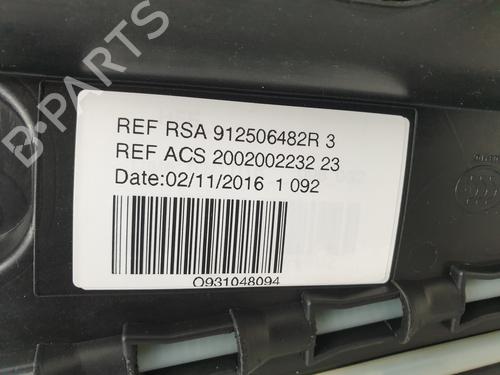 REF RSA 912506482R 3
REF ACS 2002002232 23
Date:02/11/2016 1 092
O931048094
B-PARTS